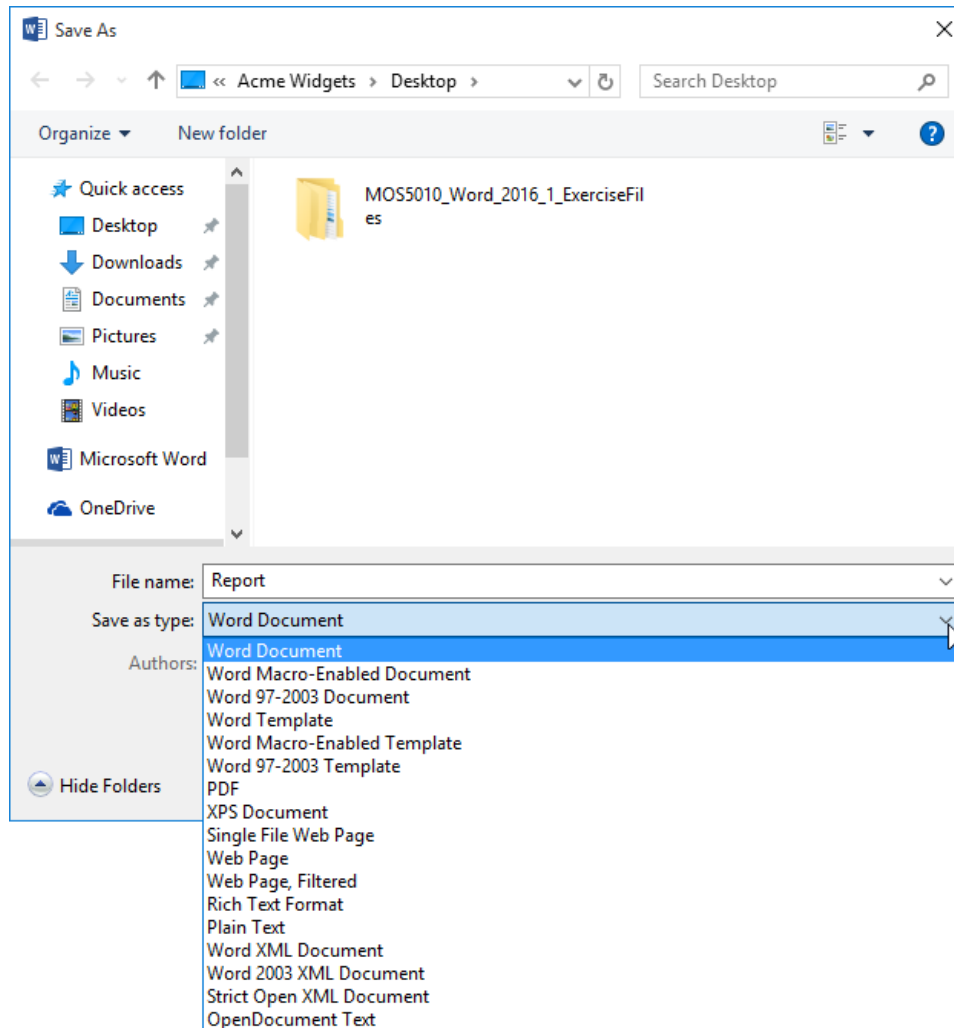 Save As
« Acme Widgets > Desktop >
Search Desktop
Organize
New folder
Quick access
Desktop
Downloads
Documents
Pictures
Music
Videos
Microsoft Word
OneDrive
MOS5010_Word_2016_1_ExerciseFil
es
File name: Report
Save as type: Word Document
Authors:
Word Document
Word Macro-Enabled Document
Word 97-2003 Document
Word Template
Word Macro-Enabled Template
Word 97-2003 Template
PDF
XPS Document
Single File Web Page
Web Page
Web Page, Filtered
Rich Text Format
Plain Text
Word XML Document
Word 2003 XML Document
Strict Open XML Document
OpenDocument Text
Hide Folders